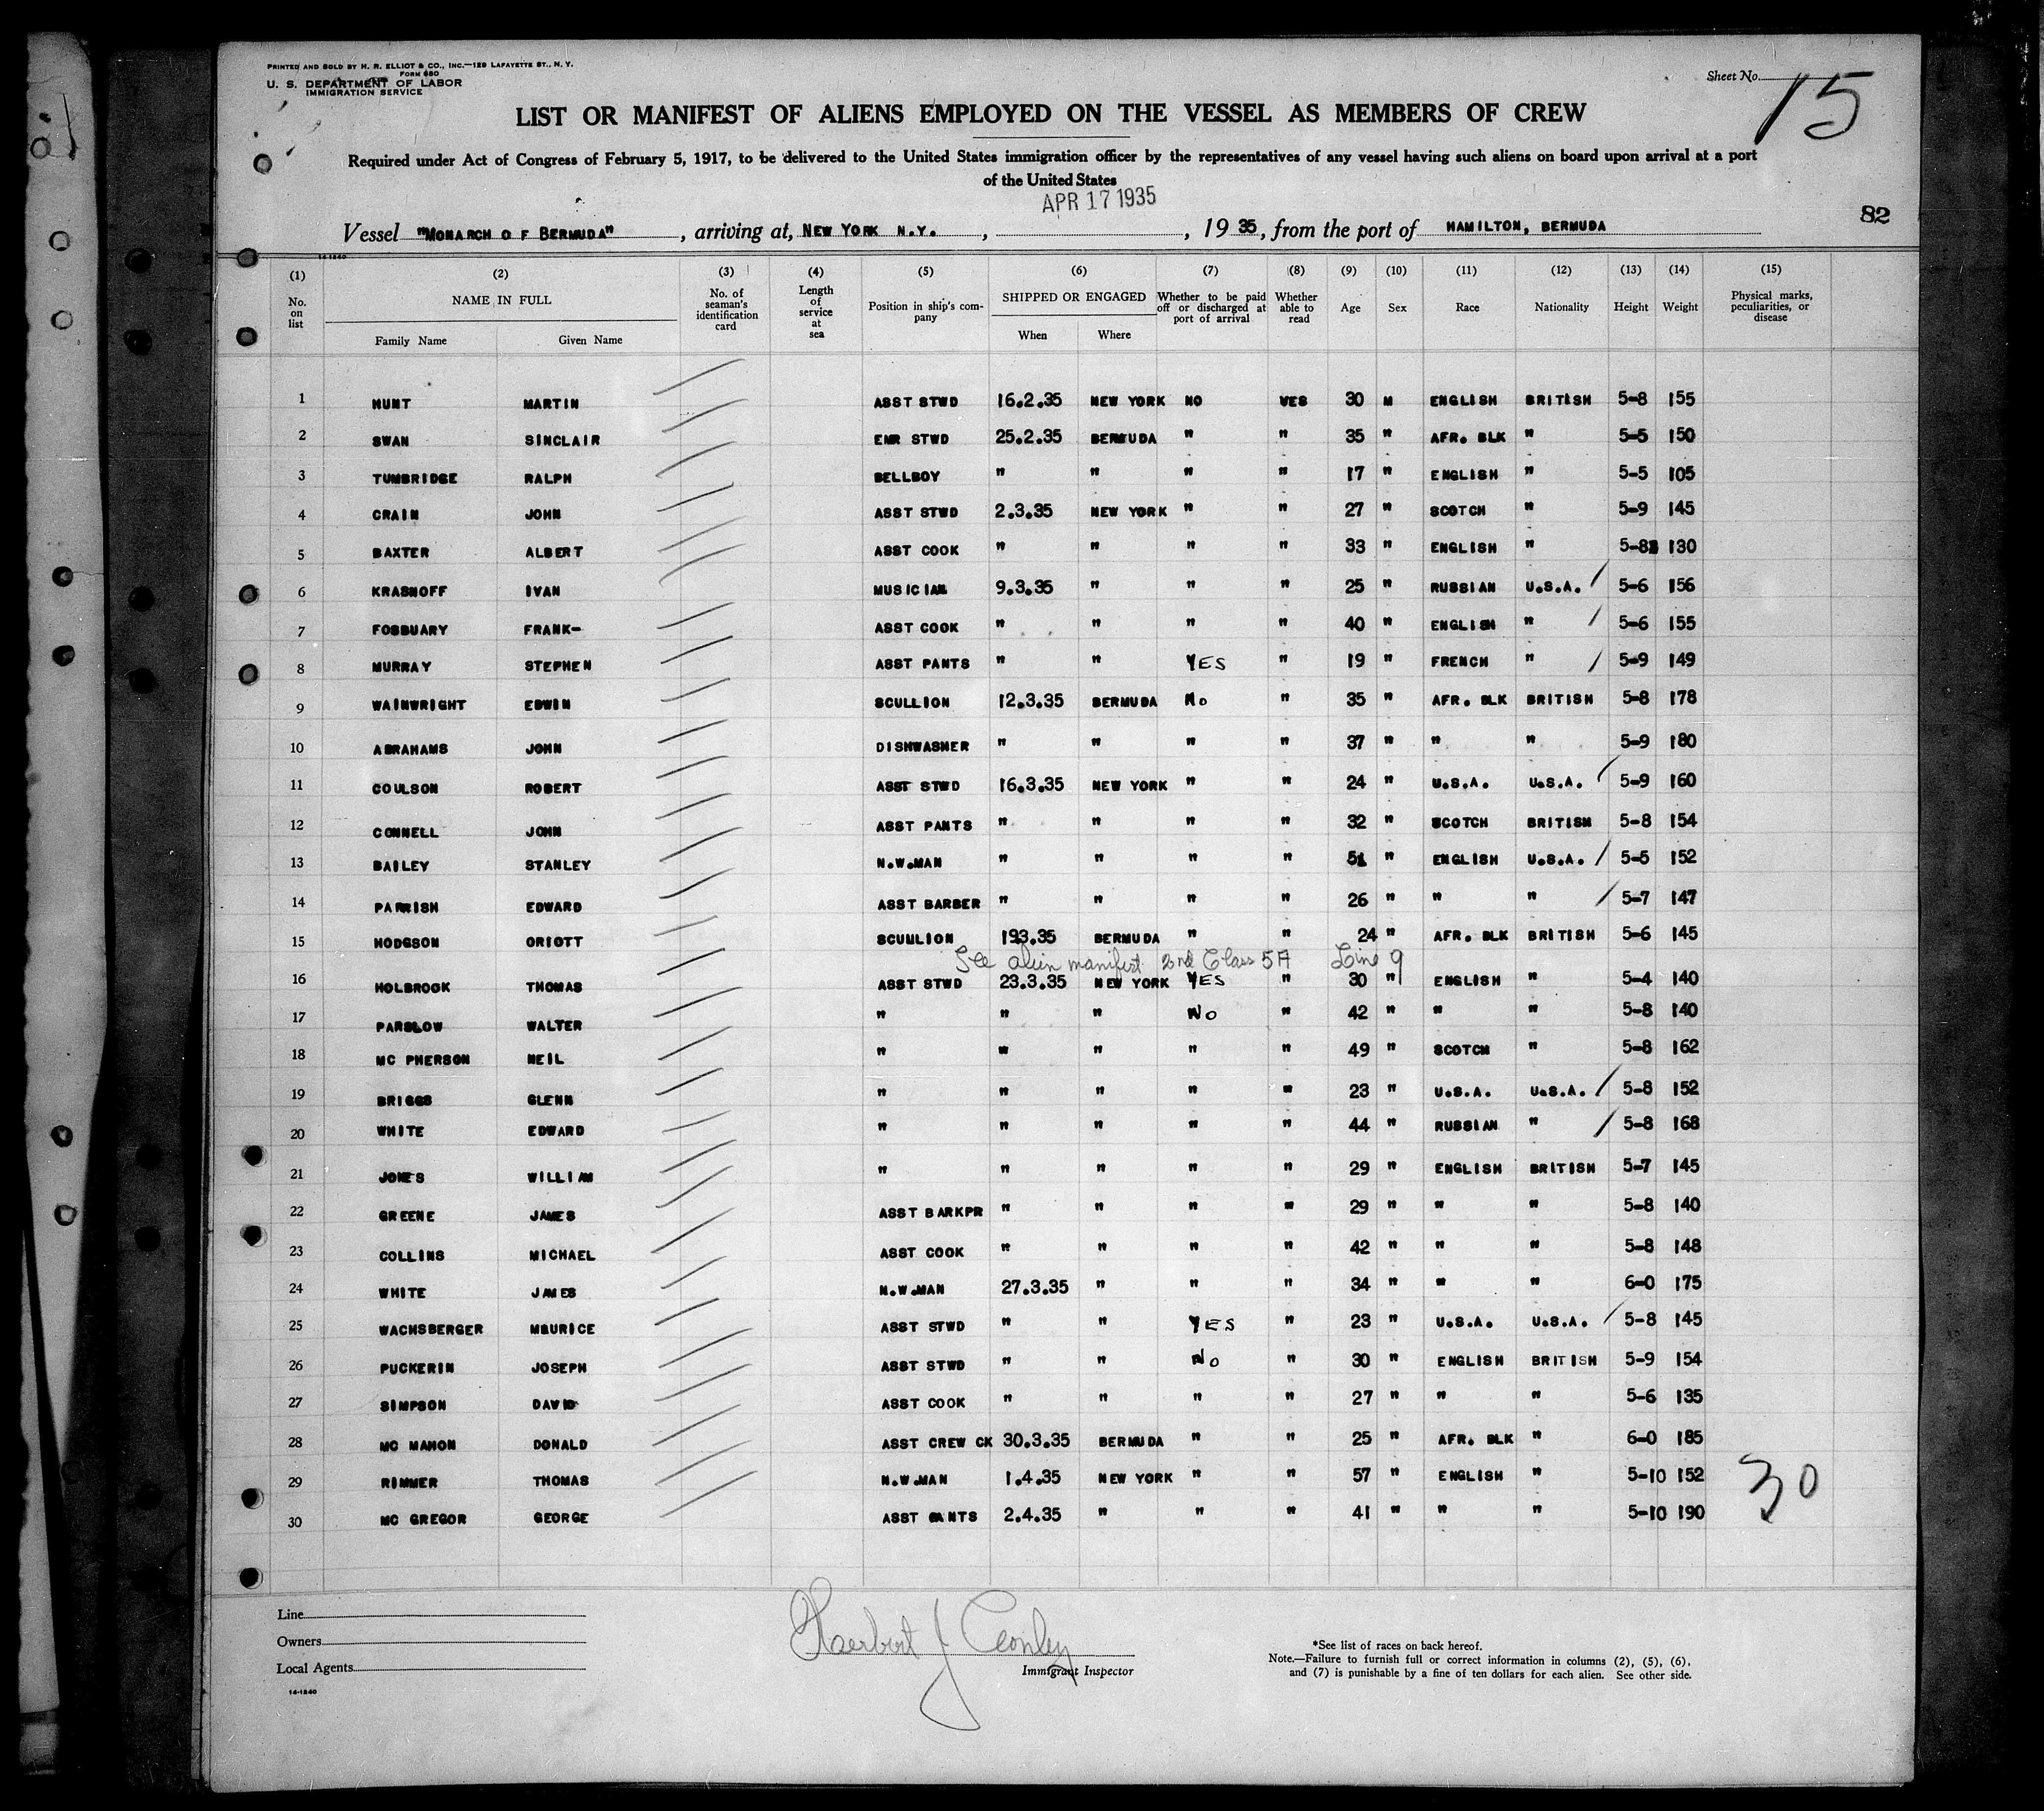 PRINTED AND SOLD BY H. R. ELLIOT & CO., INC.—129 LAFAYETTE ST., N. Y.
FORM 680
U. S. DEPARTMENT OF LABOR
IMMIGRATION SERVICE
Sheet No. 15
LIST OR MANIFEST OF ALIENS EMPLOYED ON THE VESSEL AS MEMBERS OF CREW
Required under Act of Congress of February 5, 1917, to be delivered to the United States immigration officer by the representatives of any vessel having such aliens on board upon arrival at a port
of the United States
APR 17 1935
82
Vessel "MONARCH OF BERMUDA", arriving at, NEW YORK N.Y., , 19 35, from the port of HAMILTON, BERMUDA
14-1240
(1) (2) (3) (4) (5) (6) (7) (8) (9) (10) (11) (12) (13) (14) (15)
No. on list NAME IN FULL No. of seaman's identification card Length of service at sea Position in ship's company SHIPPED OR ENGAGED Whether to be paid off or discharged at port of arrival Whether able to read Age Sex Race Nationality Height Weight Physical marks, peculiarities, or disease
Family Name Given Name When Where
1 HUNT MARTIN ASST STWD 16.2.35 NEW YORK NO YES 30 M ENGLISH BRITISH 5-8 155
2 SWAN SINCLAIR EMR STWD 25.2.35 BERMUDA " " 35 " AFR. BLK " 5-5 150
3 TUMBRIDGE RALPH BELLBOY " " " " 17 " ENGLISH " 5-5 105
4 CRAIN JOHN ASST STWD 2.3.35 NEW YORK " " 27 " SCOTCH " 5-9 145
5 BAXTER ALBERT ASST COOK " " " " 33 " ENGLISH " 5-8 130
6 KRASNOFF IVAN MUSICIAN 9.3.35 " " " 25 " RUSSIAN U.S.A. / 5-6 156
7 FOSBUARY FRANK- ASST COOK " " " " 40 " ENGLISH " / 5-6 155
8 MURRAY STEPHEN ASST PANTS " " YES " 19 " FRENCH " / 5-9 149
9 WAINWRIGHT EDWIN SCULLION 12.3.35 BERMUDA No " 35 " AFR. BLK BRITISH 5-8 178
10 ABRAHAMS JOHN DISHWASHER " " " " 37 " " " 5-9 180
11 COULSON ROBERT ASST STWD 16.3.35 NEW YORK " " 24 " U.S.A. U.S.A. / 5-9 160
12 CONNELL JOHN ASST PANTS " " " " 32 " SCOTCH BRITISH 5-8 154
13 BAILEY STANLEY N.W.MAN " " " " 51 " ENGLISH U.S.A. / 5-5 152
14 PARRISH EDWARD ASST BARBER " " " " 26 " " " / 5-7 147
15 HODGSON ORIOTT SCULLION 193.35 BERMUDA " " 24 " AFR. BLK BRITISH 5-6 145
See alien manifest 2nd Class 5A Line 9
16 HOLBROOK THOMAS ASST STWD 23.3.35 NEW YORK YES " 30 " ENGLISH " 5-4 140
17 PARSLOW WALTER " " " No " 42 " " " 5-8 140
18 MC PHERSON NEIL " " " " " 49 " SCOTCH " 5-8 162
19 BRIGGS GLENN " " " " " 23 " U.S.A. U.S.A. / 5-8 152
20 WHITE EDWARD " " " " " 44 " RUSSIAN " / 5-8 168
21 JONES WILLIAM " " " " " 29 " ENGLISH BRITISH 5-7 145
22 GREENE JAMES ASST BARKPR " " " " 29 " " " 5-8 140
23 COLLINS MICHAEL ASST COOK " " " " 42 " " " 5-8 148
24 WHITE JAMES N.W.MAN 27.3.35 " " " 34 " " " 6-0 175
25 WACHSBERGER MAURICE ASST STWD " " YES " 23 " U.S.A. U.S.A. / 5-8 145
26 PUCKERIN JOSEPH ASST STWD " " No " 30 " ENGLISH BRITISH 5-9 154
27 SIMPSON DAVID ASST COOK " " " " 27 " " " 5-6 135
28 MC MAHON DONALD ASST CREW CK 30.3.35 BERMUDA " " 25 " AFR. BLK " 6-0 185
29 RIMMER THOMAS N.W.MAN 1.4.35 NEW YORK " " 57 " ENGLISH " 5-10 152
30
30 MC GREGOR GEORGE ASST PANTS 2.4.35 " " " 41 " " " 5-10 190
Line
Owners
Local Agents
14-1240
Herbert J Conley
Immigrant Inspector
*See list of races on back hereof.
Note.—Failure to furnish full or correct information in columns (2), (5), (6),
and (7) is punishable by a fine of ten dollars for each alien. See other side.